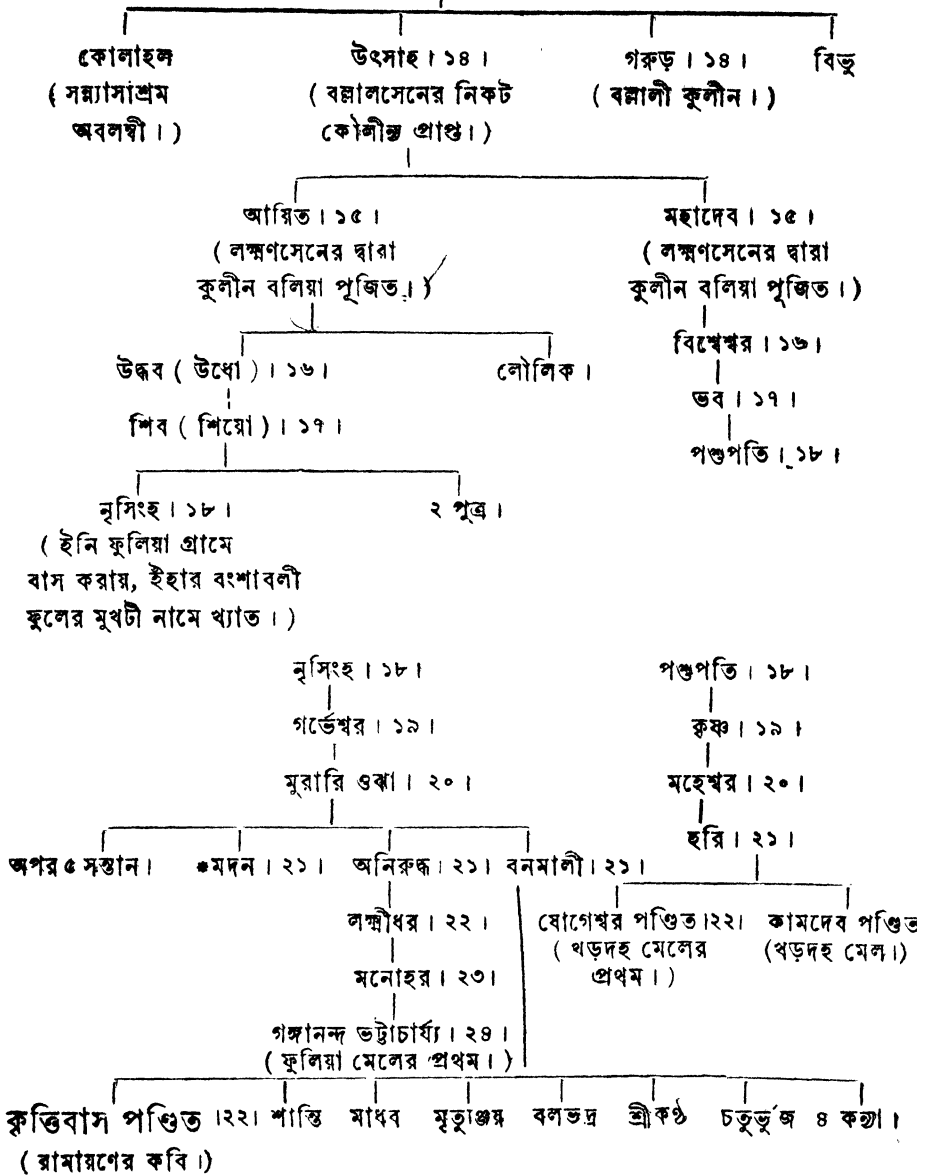 কোলাহল উৎসাহ। ১৪। গরুড়। ১৪। বিভু
( সন্ন্যাসাশ্রম ( বল্লালসেনের নিকট ( বল্লালী কুলীন। )
অবলম্বী। ) কৌলীন্য প্রাপ্ত। )
আয়িত। ১৫। মহাদেব। ১৫।
( লক্ষ্মণসেনের দ্বারা ( লক্ষ্মণসেনের দ্বারা
কুলীন বলিয়া পূজিত। ) কুলীন বলিয়া পূজিত। )
উদ্ধব ( উধো )। ১৬। লৌলিক। বিশ্বেশ্বর। ১৬।
শিব ( শিয়ো )। ১৭। ভব। ১৭।
পশুপতি। ১৮।
নৃসিংহ। ১৮। ২ পুত্র।
( ইনি ফুলিয়া গ্রামে
বাস করায়, ইঁহার বংশাবলী
ফুলের মুখটী নামে খ্যাত। )
নৃসিংহ। ১৮। পশুপতি। ১৮।
গর্ভেশ্বর। ১৯। কৃষ্ণ। ১৯।
মুরারি ওঝা। ২০। মহেশ্বর। ২০।
হরি। ২১।
অপর ৫ সন্তান। *মদন। ২১। অনিরুদ্ধ। ২১। বনমালী। ২১।
লক্ষ্মীধর। ২২। যোগেশ্বর পণ্ডিত।২২। কামদেব পণ্ডিত
( খড়দহ মেলের (খড়দহ মেল।)
মনোহর। ২৩। প্রথম। )
গঙ্গানন্দ ভট্টাচার্য্য। ২৪।
( ফুলিয়া মেলের প্রথম। )
কৃত্তিবাস পণ্ডিত।২২। শান্তি মাধব মৃত্যুঞ্জয় বলভদ্র শ্রীকণ্ঠ চতুর্ভুজ ৪ কন্যা।
( রামায়ণের কবি।)